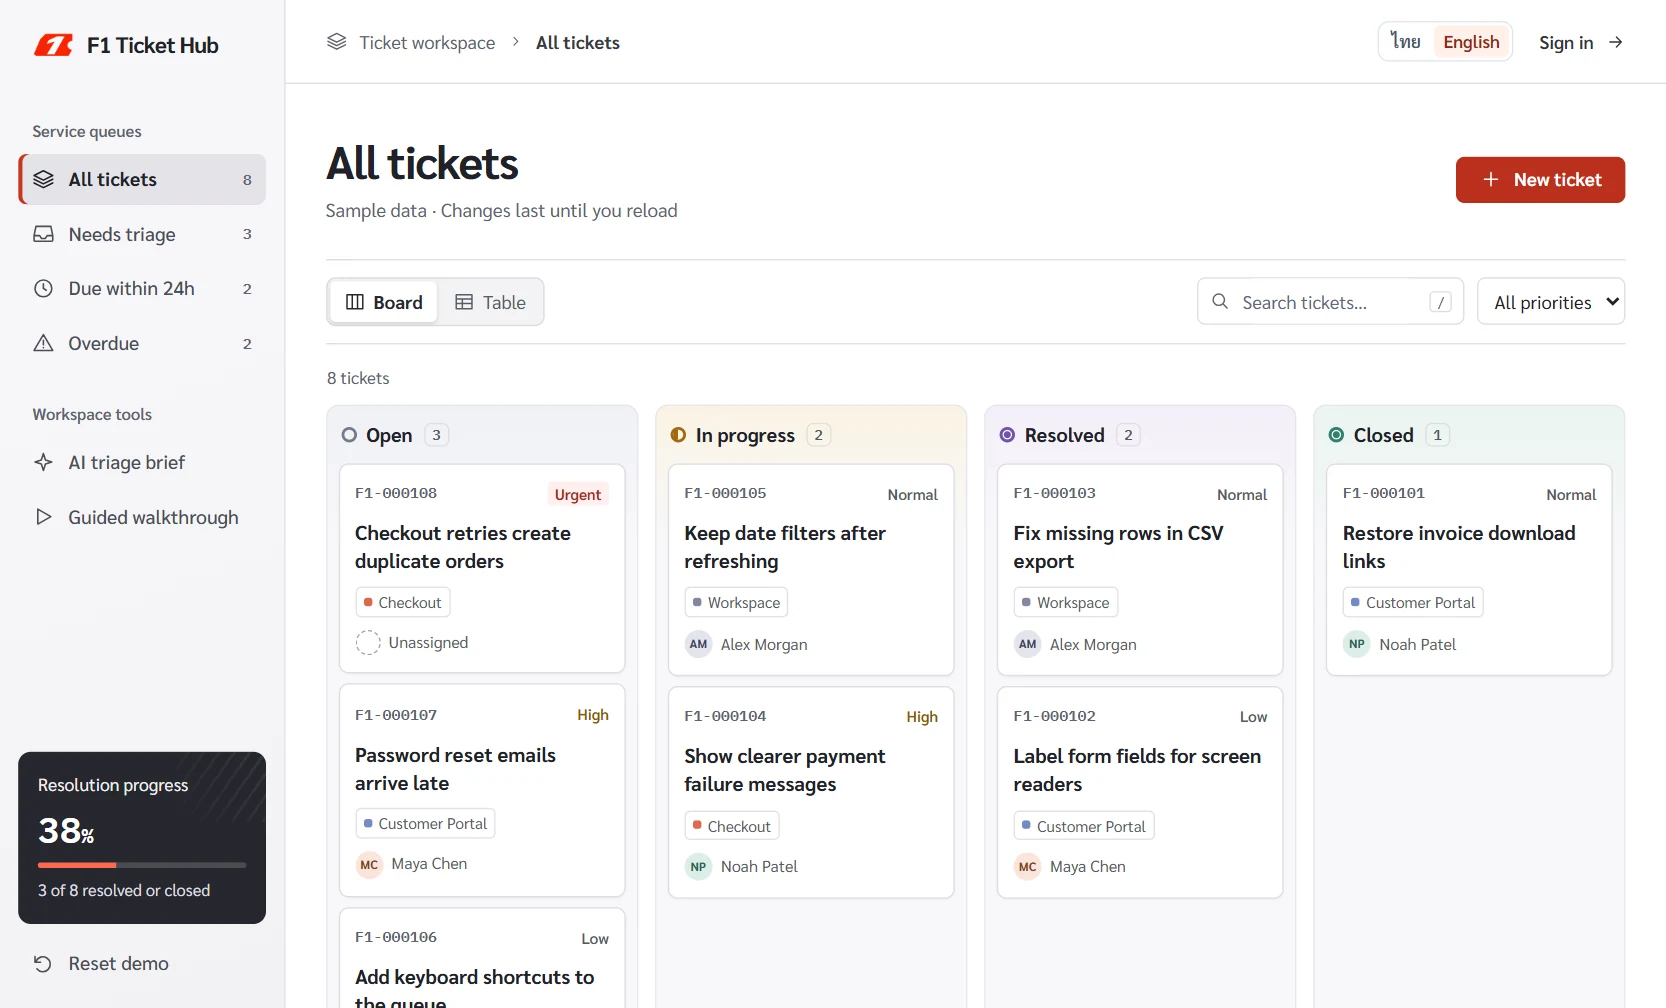 F1 Ticket Hub
Service queues
All tickets 8
Needs triage 3
Due within 24h 2
Overdue 2
Workspace tools
AI triage brief
Guided walkthrough
Resolution progress
38%
3 of 8 resolved or closed
Reset demo
Ticket workspace > All tickets
ไทย English Sign in →
All tickets
Sample data · Changes last until you reload
+ New ticket
Board Table
Search tickets... /
All priorities
8 tickets
Open 3
F1-000108 Urgent
Checkout retries create
duplicate orders
Checkout
Unassigned
F1-000107 High
Password reset emails
arrive late
Customer Portal
MC Maya Chen
F1-000106 Low
Add keyboard shortcuts to
the queue
In progress 2
F1-000105 Normal
Keep date filters after
refreshing
Workspace
AM Alex Morgan
F1-000104 High
Show clearer payment
failure messages
Checkout
NP Noah Patel
Resolved 2
F1-000103 Normal
Fix missing rows in CSV
export
Workspace
AM Alex Morgan
F1-000102 Low
Label form fields for screen
readers
Customer Portal
MC Maya Chen
Closed 1
F1-000101 Normal
Restore invoice download
links
Customer Portal
NP Noah Patel